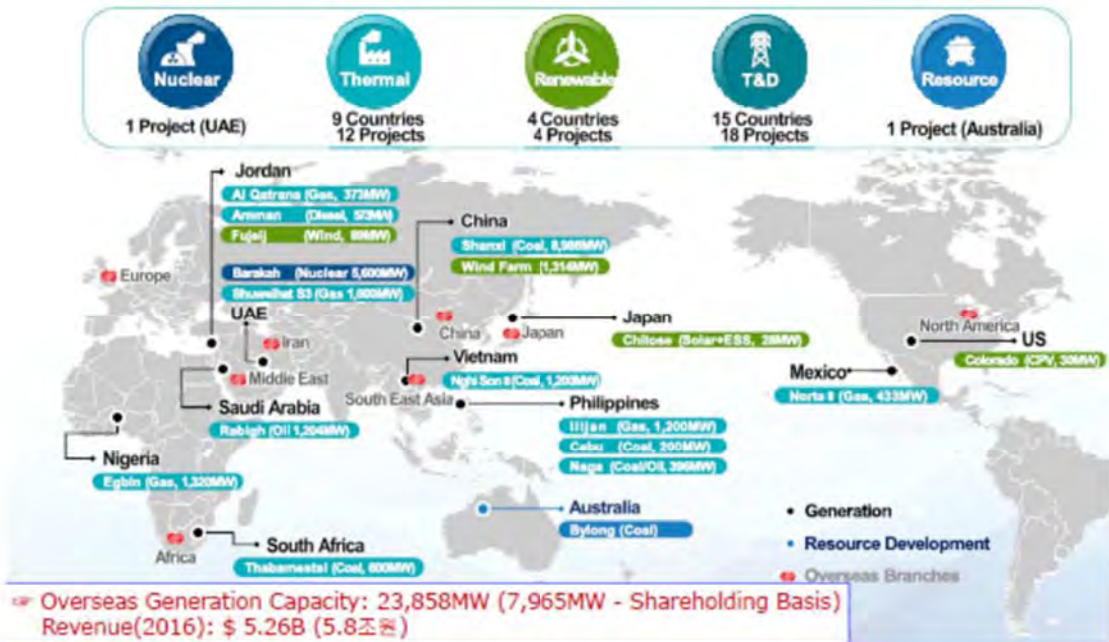 Nuclear
Thermal
Renewable
T&D
Resource
1 Project (UAE)
9 Countries
12 Projects
4 Countries
4 Projects
15 Countries
18 Projects
1 Project (Australia)
Jordan
Al Qatrana (Gas, 373MW)
Amman (Diesel, 573MW)
Fujeij (Wind, 89MW)
Barakah (Nuclear 5,600MW)
Shuweihat S3 (Gas 1,600MW)
UAE
Europe
Iran
Middle East
Saudi Arabia
Rabigh (Oil 1,204MW)
Nigeria
Egbin (Gas, 1,320MW)
Africa
South Africa
Thabametsi (Coal, 600MW)
China
Shanxi (Coal, 8,986MW)
Wind Farm (1,314MW)
China
Japan
Japan
Chitose (Solar+ESS, 28MW)
Vietnam
Nghi Son II (Coal, 1,200MW)
South East Asia
Philippines
Ilijan (Gas, 1,200MW)
Cebu (Coal, 200MW)
Naga (Coal/Oil, 396MW)
Australia
Bylong (Coal)
North America
US
Colorado (CPV, 30MW)
Mexico
Norte II (Gas, 433MW)
Generation
Resource Development
Overseas Branches
☞ Overseas Generation Capacity: 23,858MW (7,965MW - Shareholding Basis)
Revenue(2016): $ 5.26B (5.8조원)